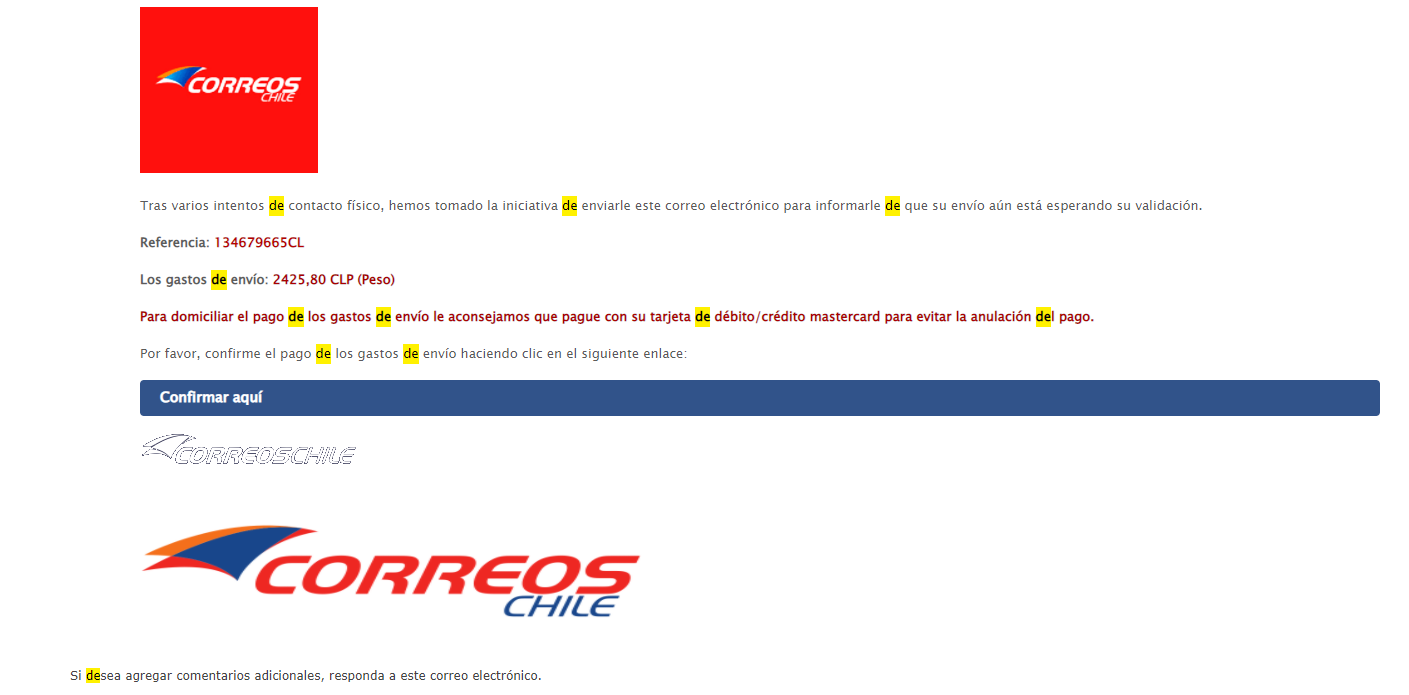 CORREOS
CHILE
Tras varios intentos de contacto físico, hemos tomado la iniciativa de enviarle este correo electrónico para informarle de que su envío aún está esperando su validación.
Referencia: 134679665CL
Los gastos de envío: 2425,80 CLP (Peso)
Para domiciliar el pago de los gastos de envío le aconsejamos que pague con su tarjeta de débito/crédito mastercard para evitar la anulación del pago.
Por favor, confirme el pago de los gastos de envío haciendo clic en el siguiente enlace:
Confirmar aquí
CORREOSCHILE
CORREOS
CHILE
Si desea agregar comentarios adicionales, responda a este correo electrónico.